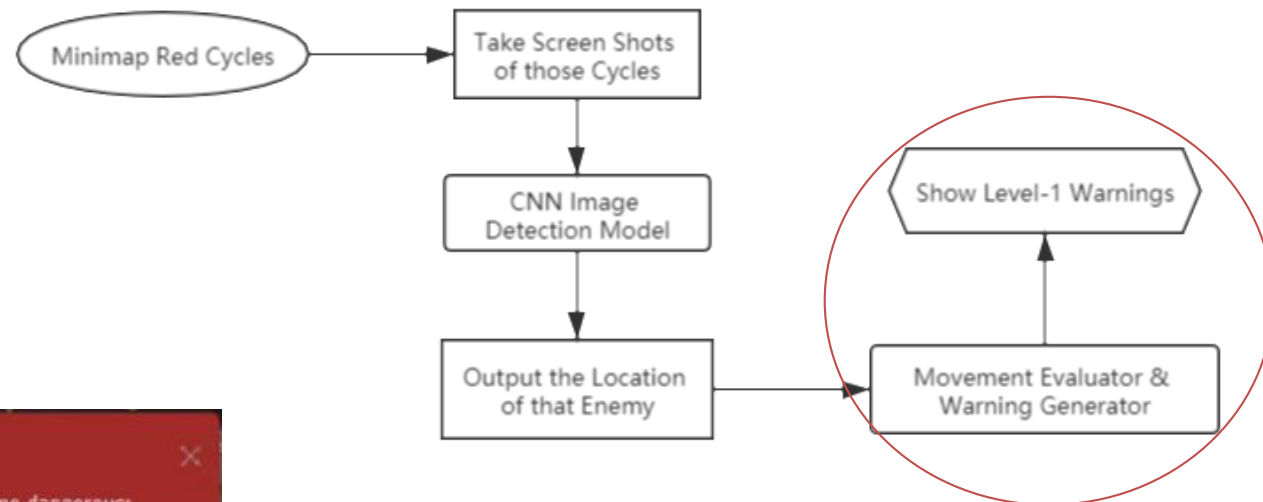 Minimap Red Cycles
Take Screen Shots
of those Cycles
CNN Image
Detection Model
Show Level-1 Warnings
Output the Location
of that Enemy
Movement Evaluator &
Warning Generator
dangerous